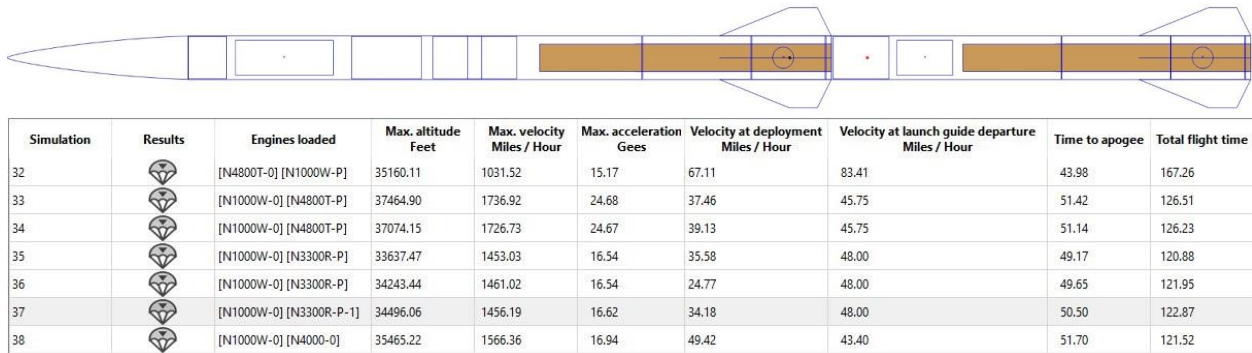 Simulation Results Engines loaded Max. altitude Feet Max. velocity Miles / Hour Max. acceleration Gees Velocity at deployment Miles / Hour Velocity at launch guide departure Miles / Hour Time to apogee Total flight time
32 [N4800T-0] [N1000W-P] 35160.11 1031.52 15.17 67.11 83.41 43.98 167.26
33 [N1000W-0] [N4800T-P] 37464.90 1736.92 24.68 37.46 45.75 51.42 126.51
34 [N1000W-0] [N4800T-P] 37074.15 1726.73 24.67 39.13 45.75 51.14 126.23
35 [N1000W-0] [N3300R-P] 33637.47 1453.03 16.54 35.58 48.00 49.17 120.88
36 [N1000W-0] [N3300R-P] 34243.44 1461.02 16.54 24.77 48.00 49.65 121.95
37 [N1000W-0] [N3300R-P-1] 34496.06 1456.19 16.62 34.18 48.00 50.50 122.87
38 [N1000W-0] [N4000-0] 35465.22 1566.36 16.94 49.42 43.40 51.70 121.52